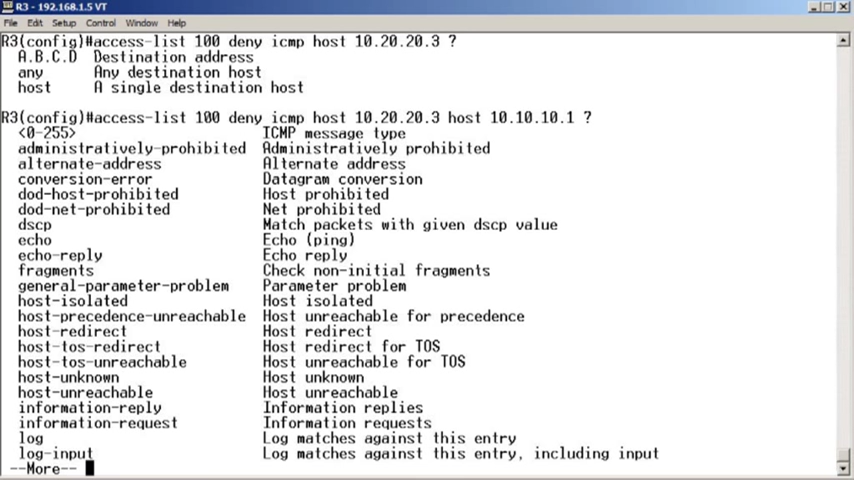 R3 - 192.168.1.5 VT
File Edit Setup Control Window Help
R3(config)#access-list 100 deny icmp host 10.20.20.3 ?
A.B.C.D Destination address
any Any destination host
host A single destination host
R3(config)#access-list 100 deny icmp host 10.20.20.3 host 10.10.10.1 ?
<0-255> ICMP message type
administratively-prohibited Administratively prohibited
alternate-address Alternate address
conversion-error Datagram conversion
dod-host-prohibited Host prohibited
dod-net-prohibited Net prohibited
dscp Match packets with given dscp value
echo Echo (ping)
echo-reply Echo reply
fragments Check non-initial fragments
general-parameter-problem Parameter problem
host-isolated Host isolated
host-precedence-unreachable Host unreachable for precedence
host-redirect Host redirect
host-tos-redirect Host redirect for TOS
host-tos-unreachable Host unreachable for TOS
host-unknown Host unknown
host-unreachable Host unreachable
information-reply Information replies
information-request Information requests
log Log matches against this entry
log-input Log matches against this entry, including input
--More--